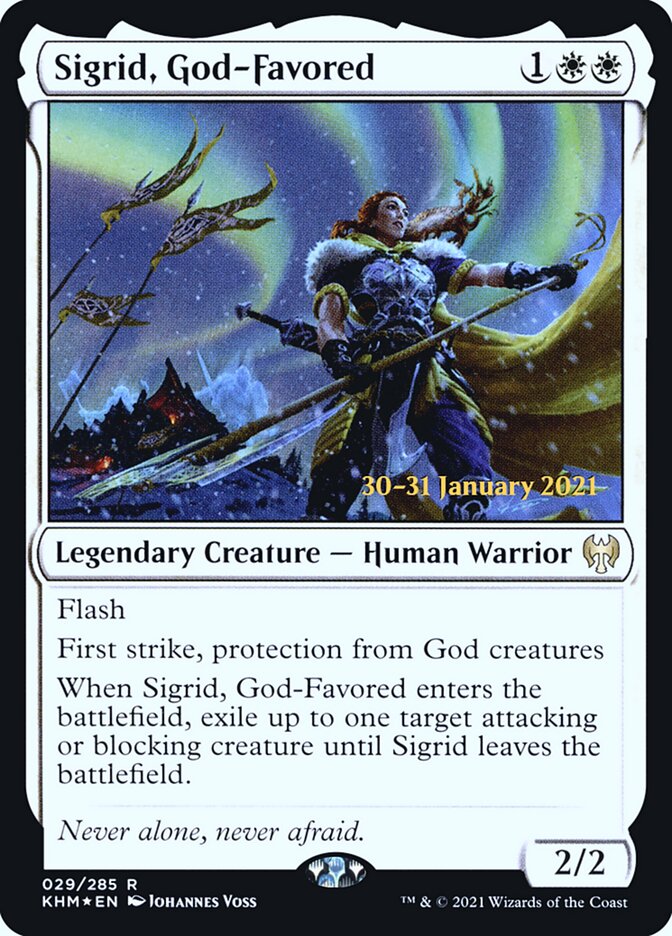 Sigrid, God-Favored
1
30-31 January 2021
Legendary Creature — Human Warrior
Flash
First strike, protection from God creatures
When Sigrid, God-Favored enters the
battlefield, exile up to one target attacking
or blocking creature until Sigrid leaves the
battlefield.
Never alone, never afraid.
2/2
029/285 R
KHM★EN Johannes Voss
™ & © 2021 Wizards of the Coast